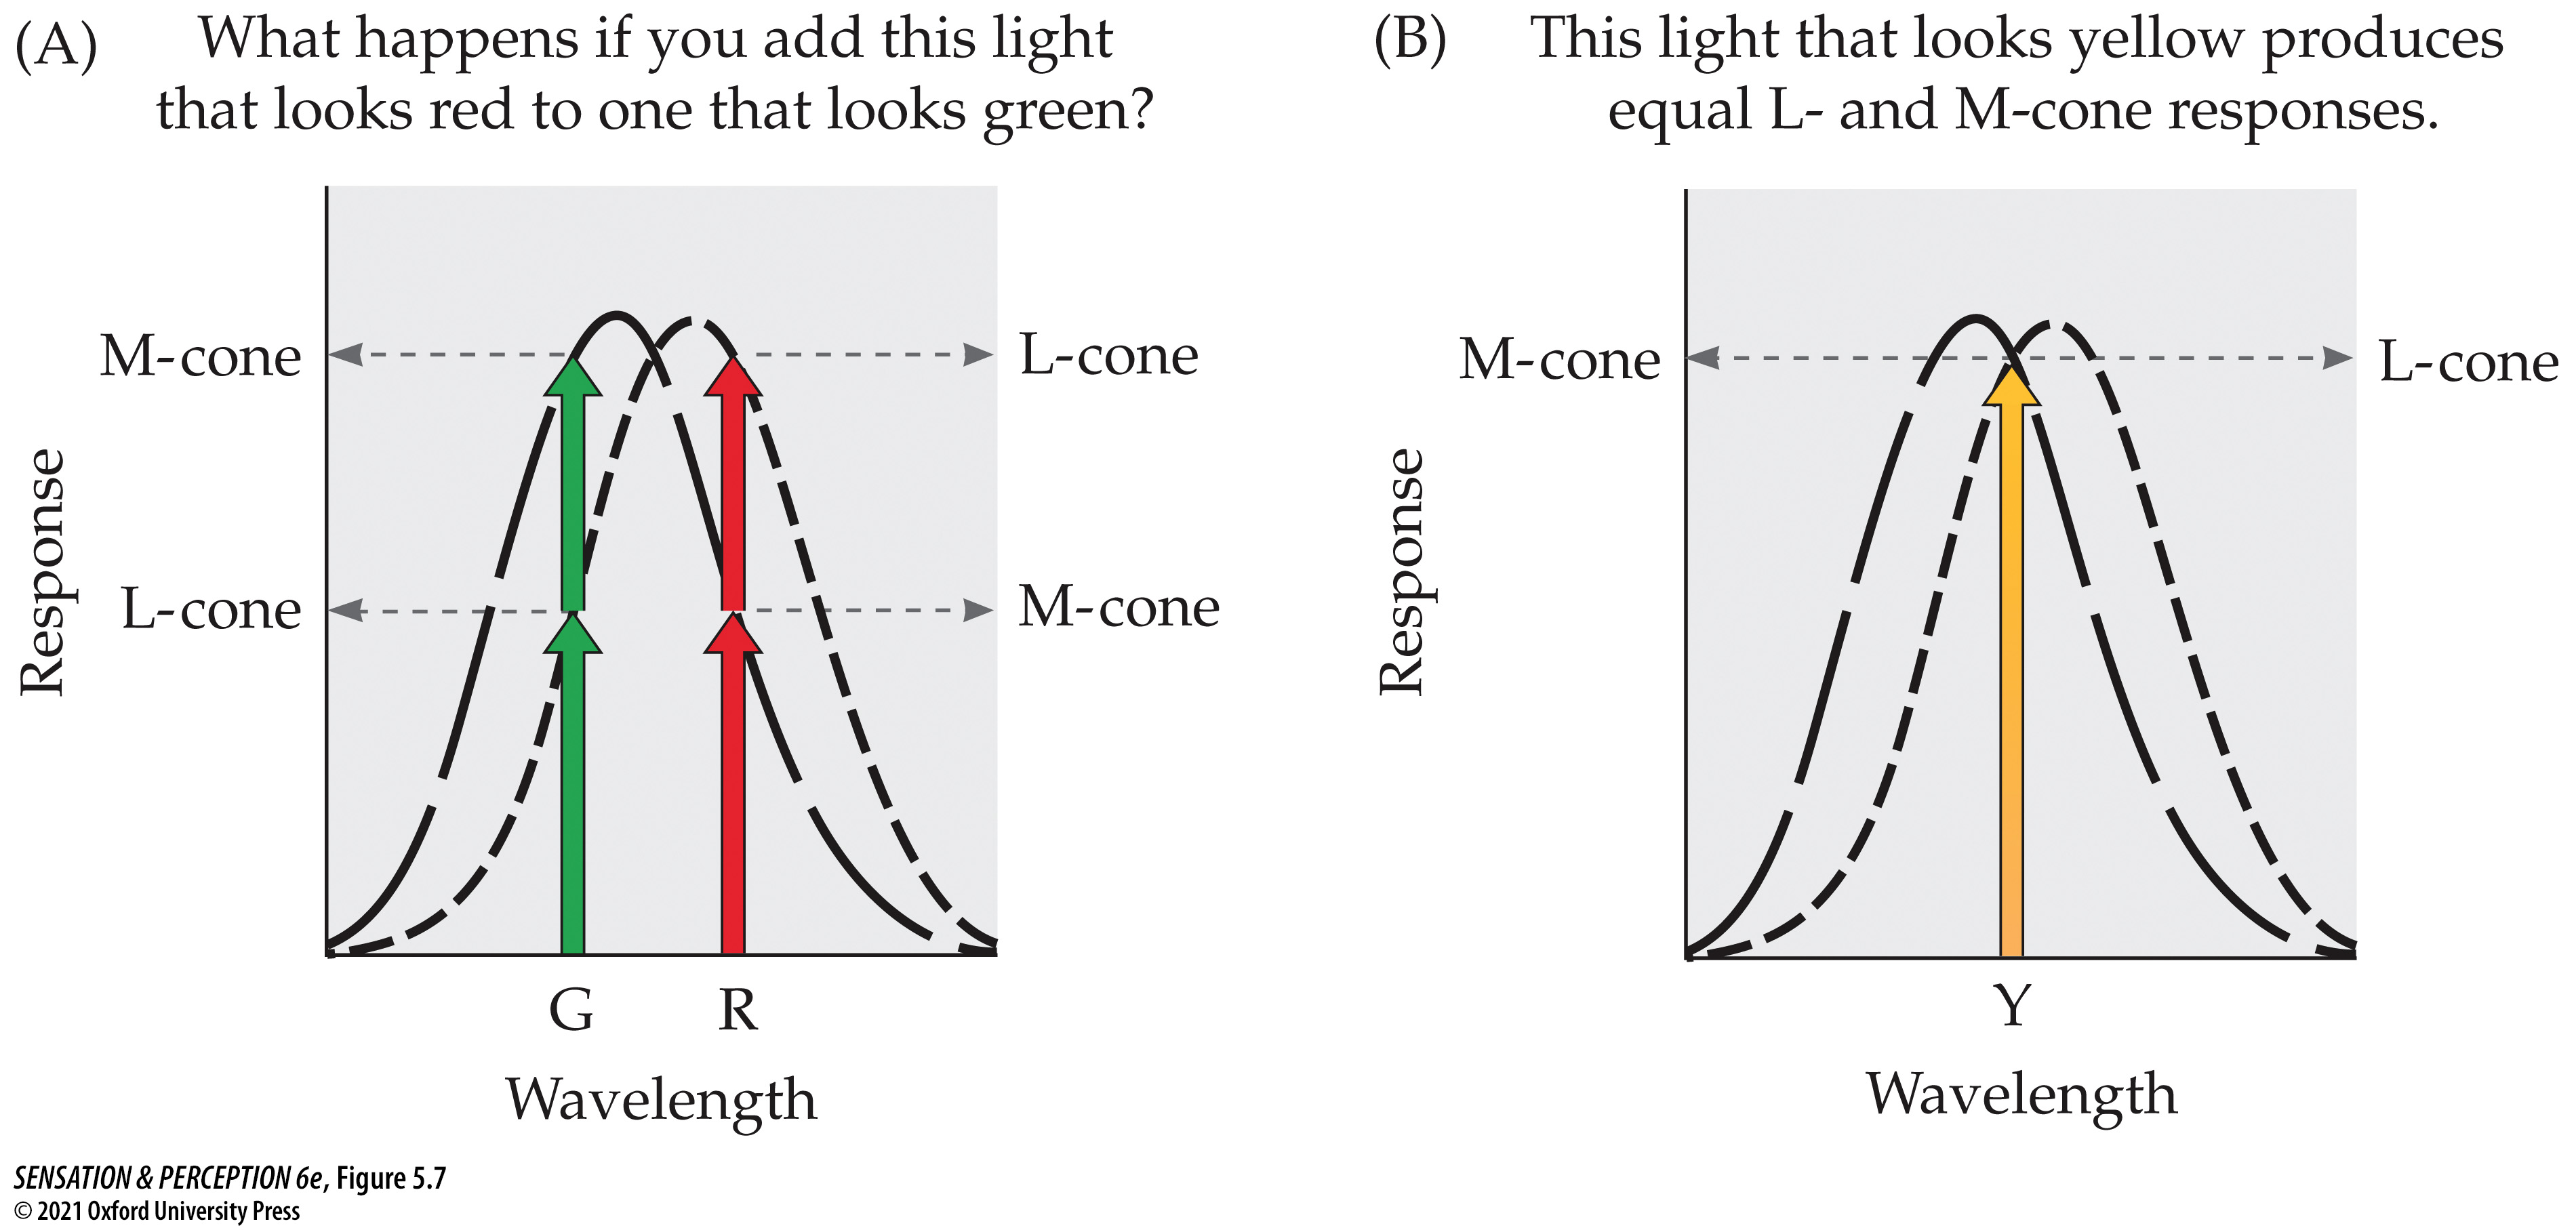 (A) What happens if you add this light
that looks red to one that looks green?
M-cone
L-cone
L-cone
M-cone
Response
G R
Wavelength
(B) This light that looks yellow produces
equal L- and M-cone responses.
M-cone
L-cone
Response
Y
Wavelength
SENSATION & PERCEPTION 6e, Figure 5.7
© 2021 Oxford University Press